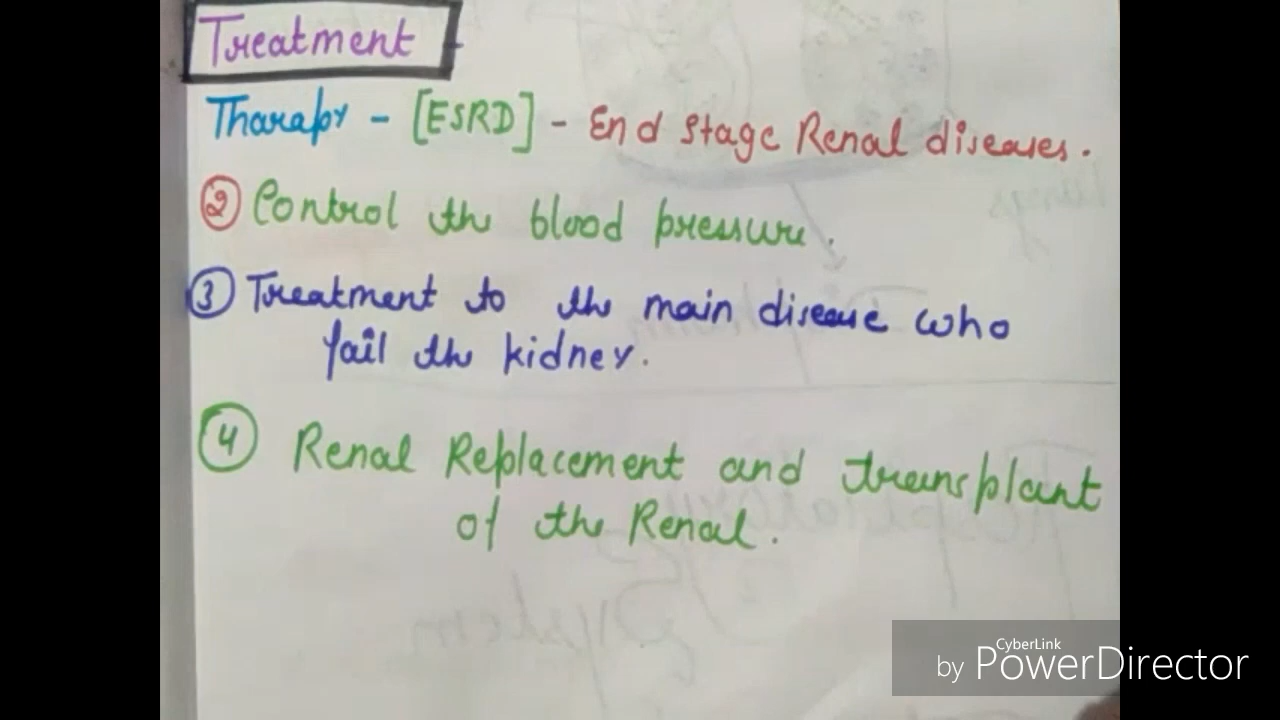 Treatment -
Tharapy - [ESRD] - End Stage Renal diseases.
② Control the blood pressure.
③ Treatment to the main disease who
fail the kidney.
④ Renal Replacement and transplant
of the Renal.
CyberLink
by PowerDirector